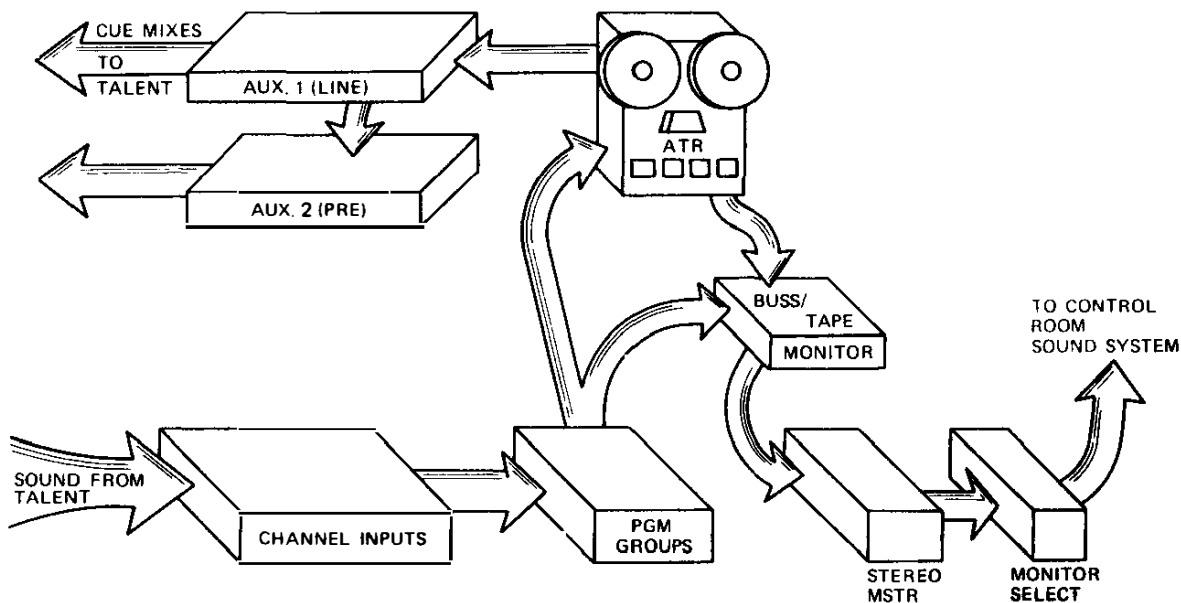 CUE MIXES
TO
TALENT
AUX. 1 (LINE)
AUX. 2 (PRE)
ATR
BUSS/
TAPE
MONITOR
TO CONTROL
ROOM
SOUND SYSTEM
SOUND FROM
TALENT
CHANNEL INPUTS
PGM
GROUPS
STEREO
MSTR
MONITOR
SELECT